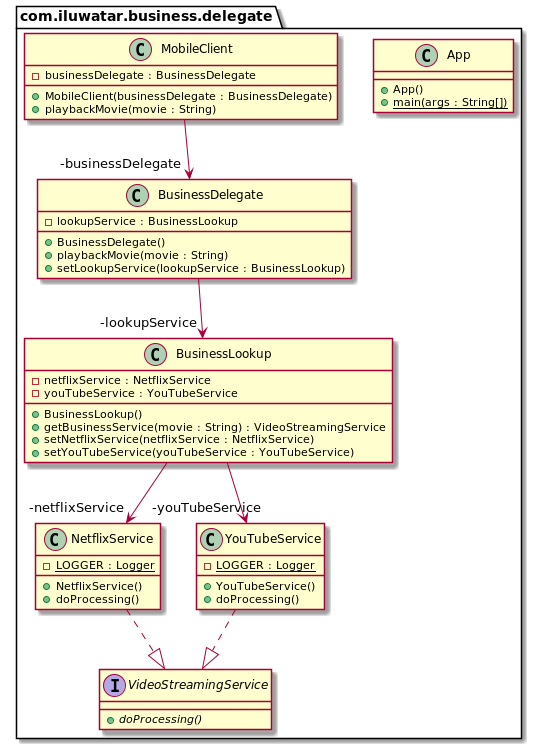 com.iluwatar.business.delegate
C MobileClient
businessDelegate : BusinessDelegate
MobileClient(businessDelegate : BusinessDelegate)
playbackMovie(movie : String)
C App
App()
main(args : String[])
-businessDelegate
C BusinessDelegate
lookupService : BusinessLookup
BusinessDelegate()
playbackMovie(movie : String)
setLookupService(lookupService : BusinessLookup)
-lookupService
C BusinessLookup
netflixService : NetflixService
youTubeService : YouTubeService
BusinessLookup()
getBusinessService(movie : String) : VideoStreamingService
setNetflixService(netflixService : NetflixService)
setYouTubeService(youTubeService : YouTubeService)
-netflixService
-youTubeService
C NetflixService
LOGGER : Logger
NetflixService()
doProcessing()
C YouTubeService
LOGGER : Logger
YouTubeService()
doProcessing()
I VideoStreamingService
doProcessing()